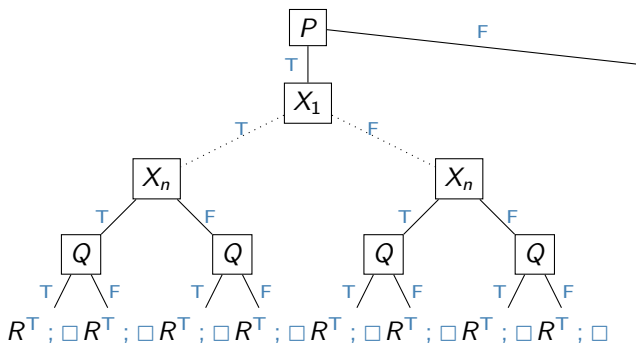 P
F
T
X₁
T F
Xₙ Xₙ
T F T F
Q Q Q Q
T F T F T F T F
Rᵀ ; □ Rᵀ ; □ Rᵀ ; □ Rᵀ ; □ Rᵀ ; □ Rᵀ ; □ Rᵀ ; □ Rᵀ ; □